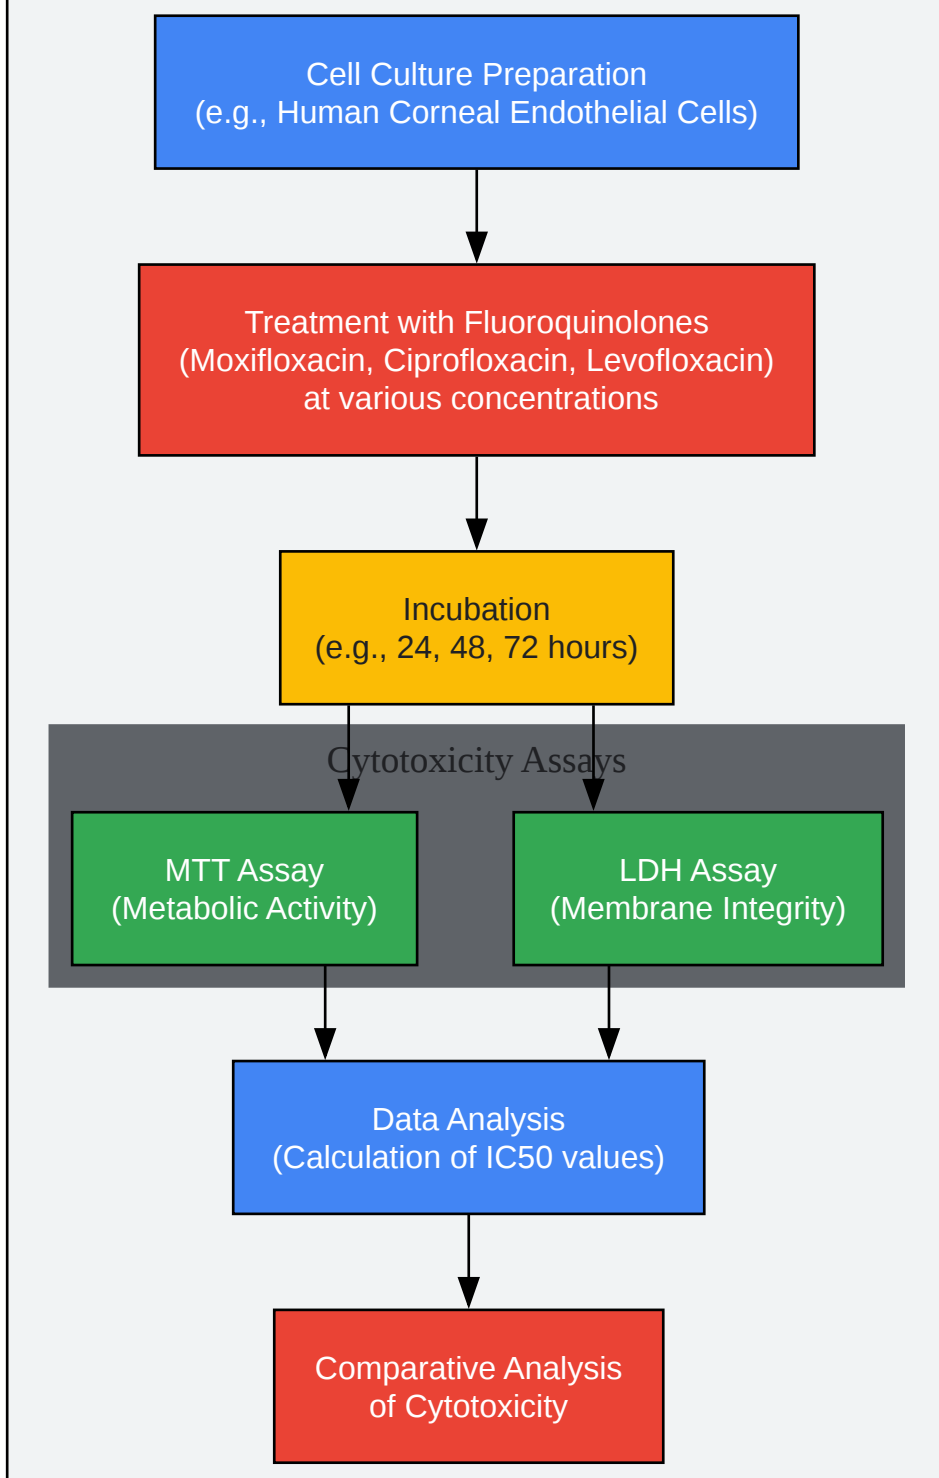 Cell Culture Preparation
(e.g., Human Corneal Endothelial Cells)
Treatment with Fluoroquinolones
(Moxifloxacin, Ciprofloxacin, Levofloxacin)
at various concentrations
Incubation
(e.g., 24, 48, 72 hours)
Cytotoxicity Assays
MTT Assay
(Metabolic Activity)
LDH Assay
(Membrane Integrity)
Data Analysis
(Calculation of IC50 values)
Comparative Analysis
of Cytotoxicity